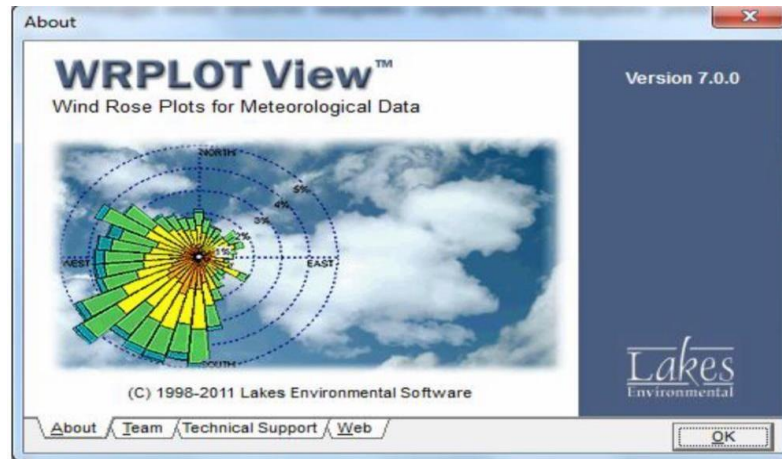 About
WRPLOT View™
Wind Rose Plots for Meteorological Data
Version 7.0.0
NORTH
5%
4%
3%
2%
1%
WEST
EAST
SOUTH
(C) 1998-2011 Lakes Environmental Software
Lakes
Environmental
About Team Technical Support Web
OK